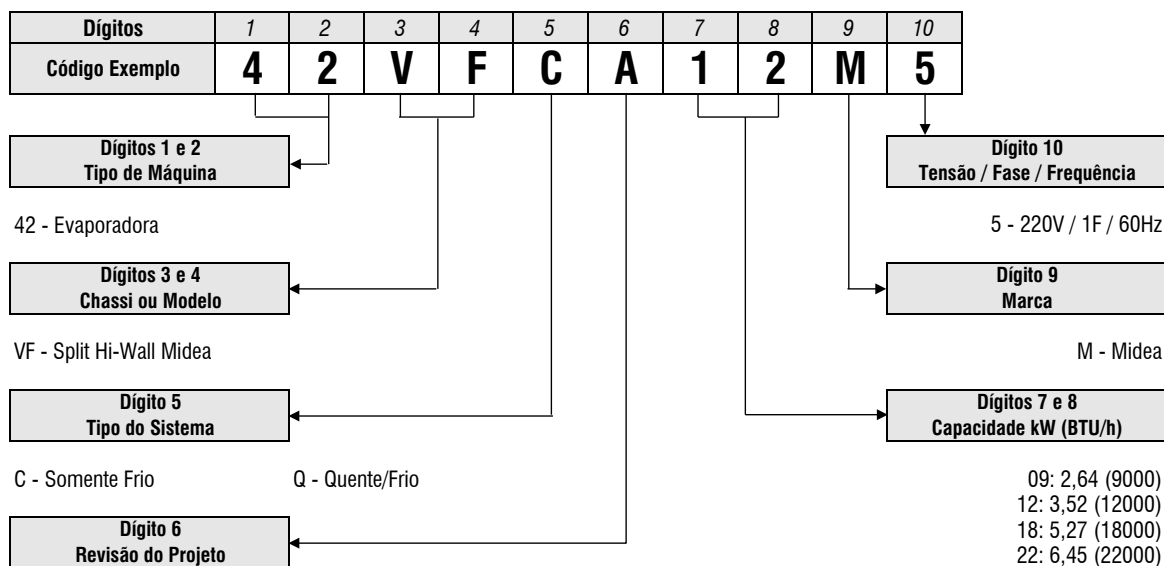 Dígitos 1 2 3 4 5 6 7 8 9 10
Código Exemplo 4 2 V F C A 1 2 M 5
Dígitos 1 e 2
Tipo de Máquina
42 - Evaporadora
Dígitos 3 e 4
Chassi ou Modelo
VF - Split Hi-Wall Midea
Dígito 5
Tipo do Sistema
C - Somente Frio Q - Quente/Frio
Dígito 6
Revisão do Projeto
Dígito 10
Tensão / Fase / Frequência
5 - 220V / 1F / 60Hz
Dígito 9
Marca
M - Midea
Dígitos 7 e 8
Capacidade kW (BTU/h)
09: 2,64 (9000)
12: 3,52 (12000)
18: 5,27 (18000)
22: 6,45 (22000)